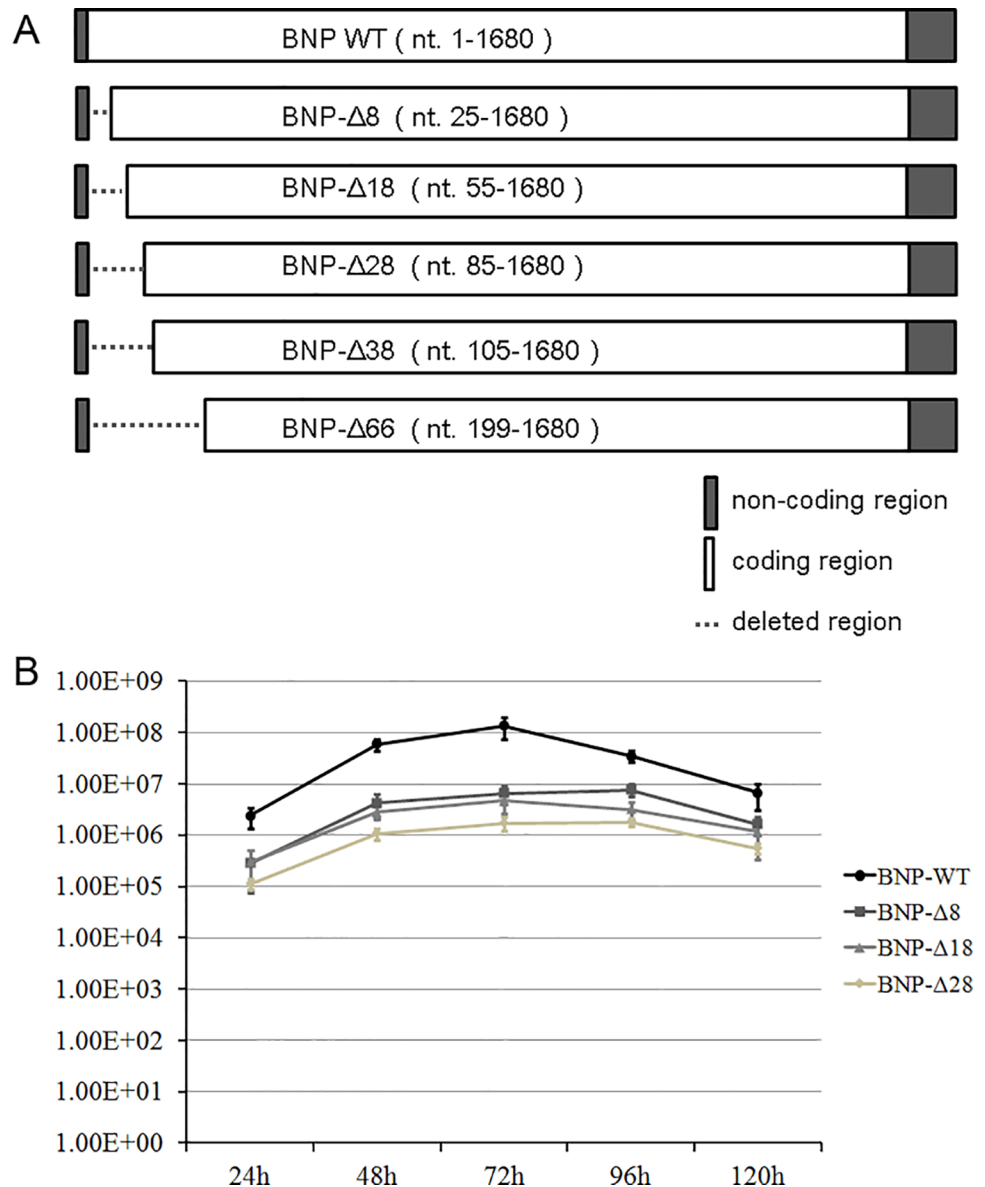 A
BNP WT ( nt. 1-1680 )
BNP-Δ8 ( nt. 25-1680 )
BNP-Δ18 ( nt. 55-1680 )
BNP-Δ28 ( nt. 85-1680 )
BNP-Δ38 ( nt. 105-1680 )
BNP-Δ66 ( nt. 199-1680 )
non-coding region
coding region
deleted region
B
1.00E+09
1.00E+08
1.00E+07
1.00E+06
1.00E+05
1.00E+04
1.00E+03
1.00E+02
1.00E+01
1.00E+00
24h 48h 72h 96h 120h
BNP-WT
BNP-Δ8
BNP-Δ18
BNP-Δ28